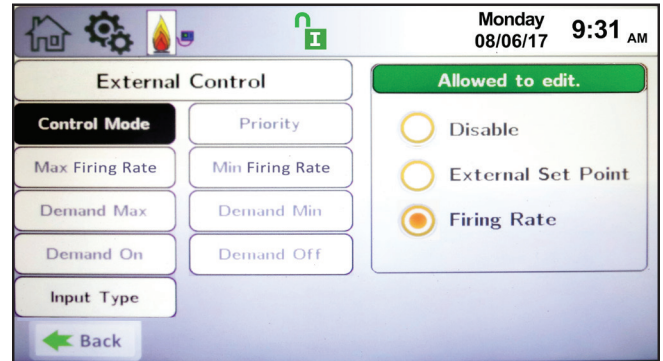 Monday
08/06/17 9:31 AM
I
External Control
Allowed to edit.
Control Mode
Priority
Max Firing Rate
Min Firing Rate
Demand Max
Demand Min
Demand On
Demand Off
Input Type
Back
Disable
External Set Point
Firing Rate